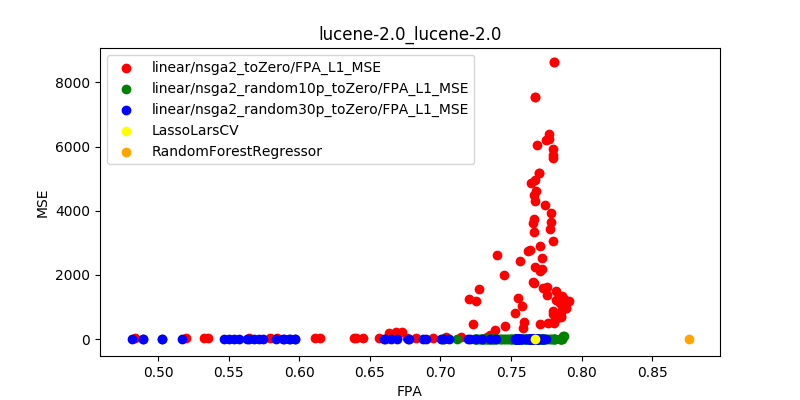 lucene-2.0_lucene-2.0
linear/nsga2_toZero/FPA_L1_MSE
linear/nsga2_random10p_toZero/FPA_L1_MSE
linear/nsga2_random30p_toZero/FPA_L1_MSE
LassoLarsCV
RandomForestRegressor
MSE
8000
6000
4000
2000
0
0.50 0.55 0.60 0.65 0.70 0.75 0.80 0.85
FPA